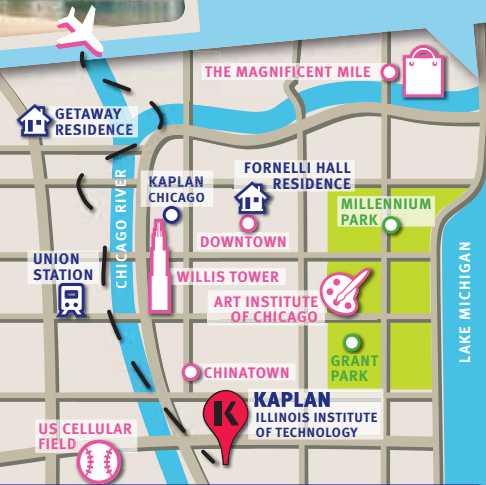 THE MAGNIFICENT MILE
GETAWAY
RESIDENCE
FORNELLI HALL
RESIDENCE
KAPLAN
CHICAGO
MILLENNIUM
PARK
CHICAGO RIVER
DOWNTOWN
UNION
STATION
WILLIS TOWER
LAKE MICHIGAN
ART INSTITUTE
OF CHICAGO
GRANT
PARK
CHINATOWN
K
KAPLAN
ILLINOIS INSTITUTE
OF TECHNOLOGY
US CELLULAR
FIELD